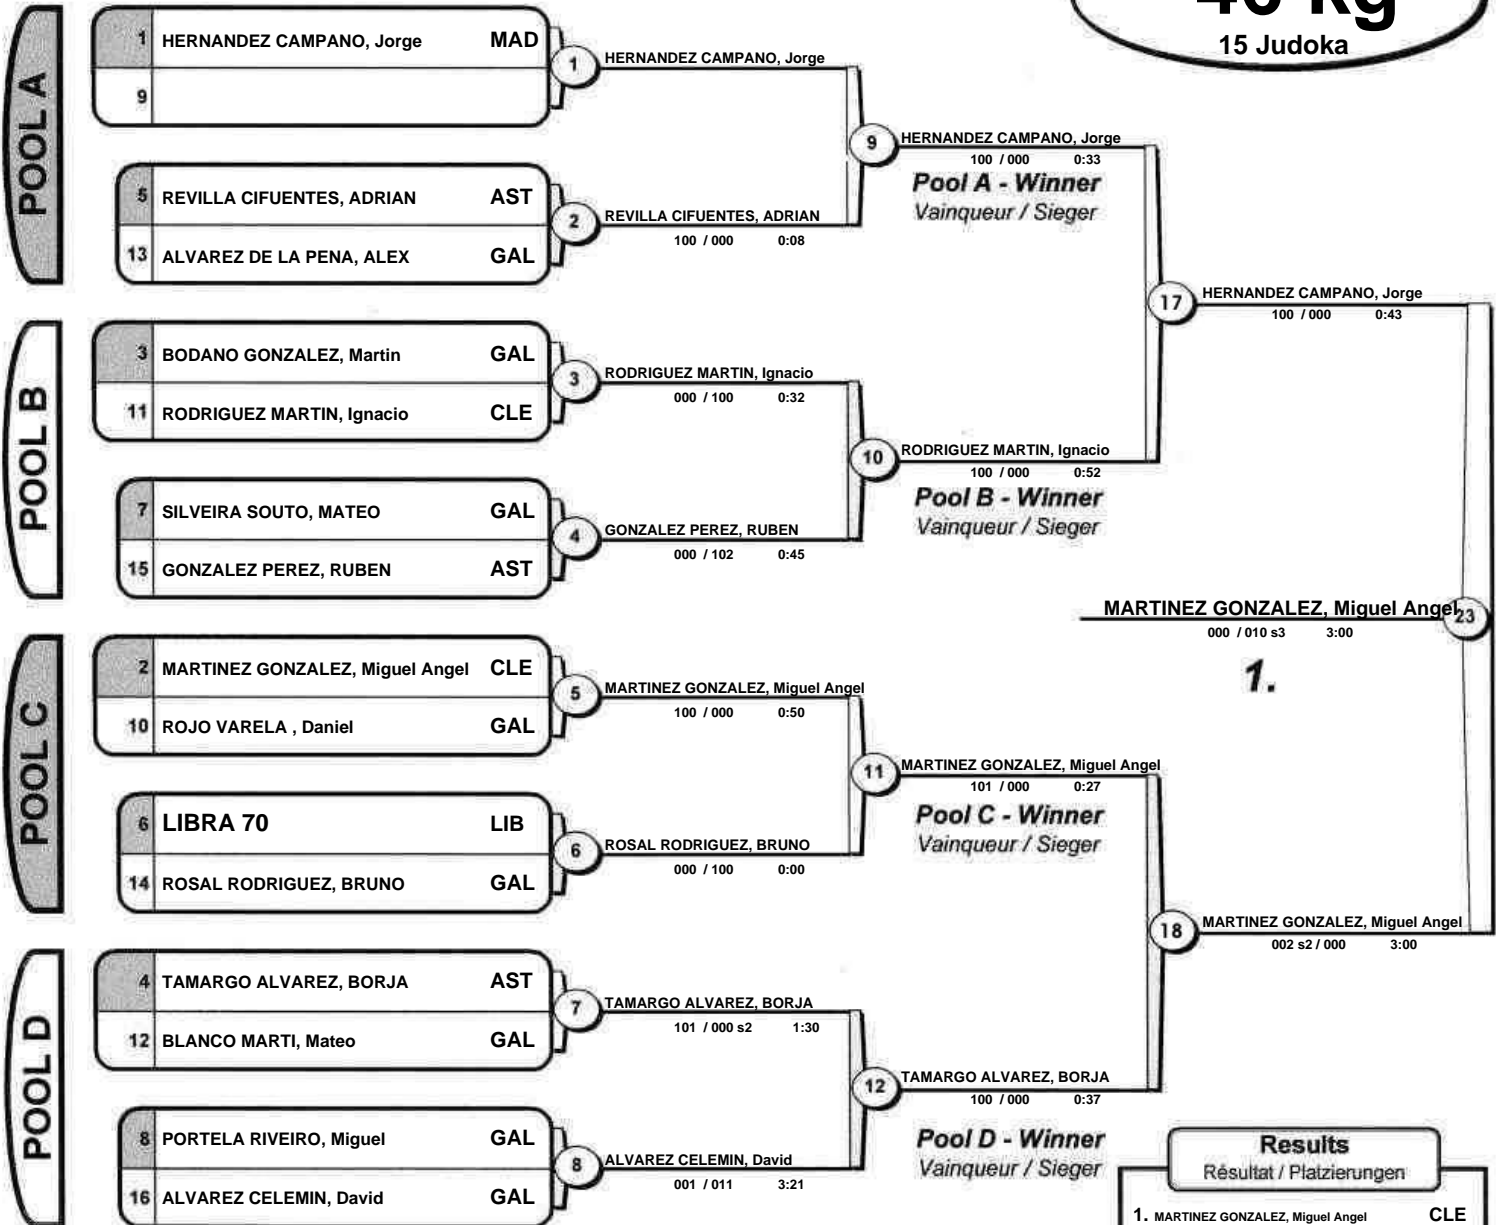 15 Judoka
POOL A
1 HERNANDEZ CAMPANO, Jorge MAD
9
5 REVILLA CIFUENTES, ADRIAN AST
13 ALVAREZ DE LA PENA, ALEX GAL
POOL B
3 BODANO GONZALEZ, Martin GAL
11 RODRIGUEZ MARTIN, Ignacio CLE
7 SILVEIRA SOUTO, MATEO GAL
15 GONZALEZ PEREZ, RUBEN AST
POOL C
2 MARTINEZ GONZALEZ, Miguel Angel CLE
10 ROJO VARELA , Daniel GAL
6 LIBRA 70 LIB
14 ROSAL RODRIGUEZ, BRUNO GAL
POOL D
4 TAMARGO ALVAREZ, BORJA AST
12 BLANCO MARTI, Mateo GAL
8 PORTELA RIVEIRO, Miguel GAL
16 ALVAREZ CELEMIN, David GAL
1 HERNANDEZ CAMPANO, Jorge
2 REVILLA CIFUENTES, ADRIAN
100 / 000 0:08
3 RODRIGUEZ MARTIN, Ignacio
000 / 100 0:32
4 GONZALEZ PEREZ, RUBEN
000 / 102 0:45
5 MARTINEZ GONZALEZ, Miguel Angel
100 / 000 0:50
6 ROSAL RODRIGUEZ, BRUNO
000 / 100 0:00
7 TAMARGO ALVAREZ, BORJA
101 / 000 s2 1:30
8 ALVAREZ CELEMIN, David
001 / 011 3:21
9 HERNANDEZ CAMPANO, Jorge
100 / 000 0:33
Pool A - Winner
Vainqueur / Sieger
10 RODRIGUEZ MARTIN, Ignacio
100 / 000 0:52
Pool B - Winner
Vainqueur / Sieger
11 MARTINEZ GONZALEZ, Miguel Angel
101 / 000 0:27
Pool C - Winner
Vainqueur / Sieger
12 TAMARGO ALVAREZ, BORJA
100 / 000 0:37
Pool D - Winner
Vainqueur / Sieger
17 HERNANDEZ CAMPANO, Jorge
100 / 000 0:43
18 MARTINEZ GONZALEZ, Miguel Angel
002 s2 / 000 3:00
MARTINEZ GONZALEZ, Miguel Angel 23
000 / 010 s3 3:00
1.
Results
Résultat / Platzierungen
1. MARTINEZ GONZALEZ, Miguel Angel CLE